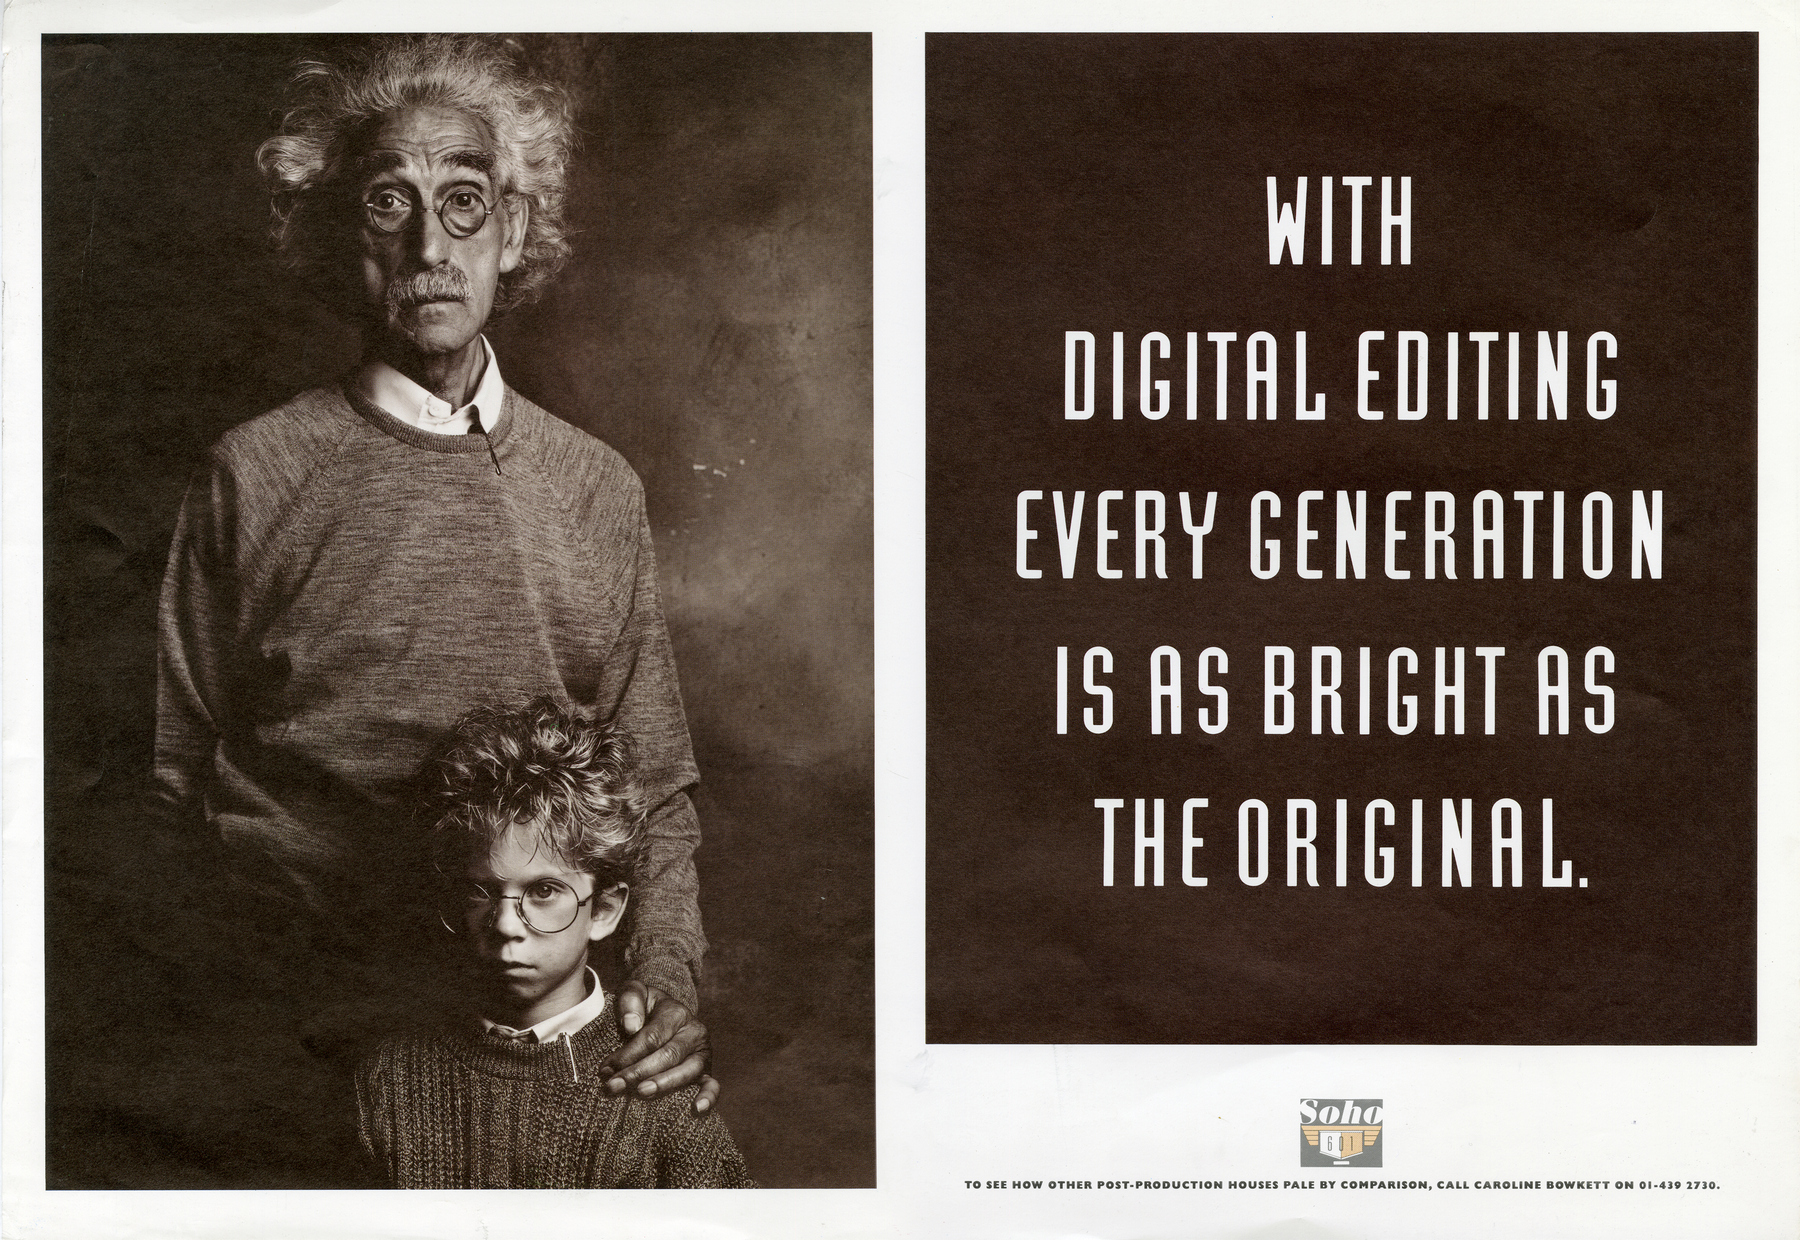 WITH
DIGITAL EDITING
EVERY GENERATION
IS AS BRIGHT AS
THE ORIGINAL.
Soho
601
TO SEE HOW OTHER POST-PRODUCTION HOUSES PALE BY COMPARISON, CALL CAROLINE BOWKETT ON 01-439 2730.